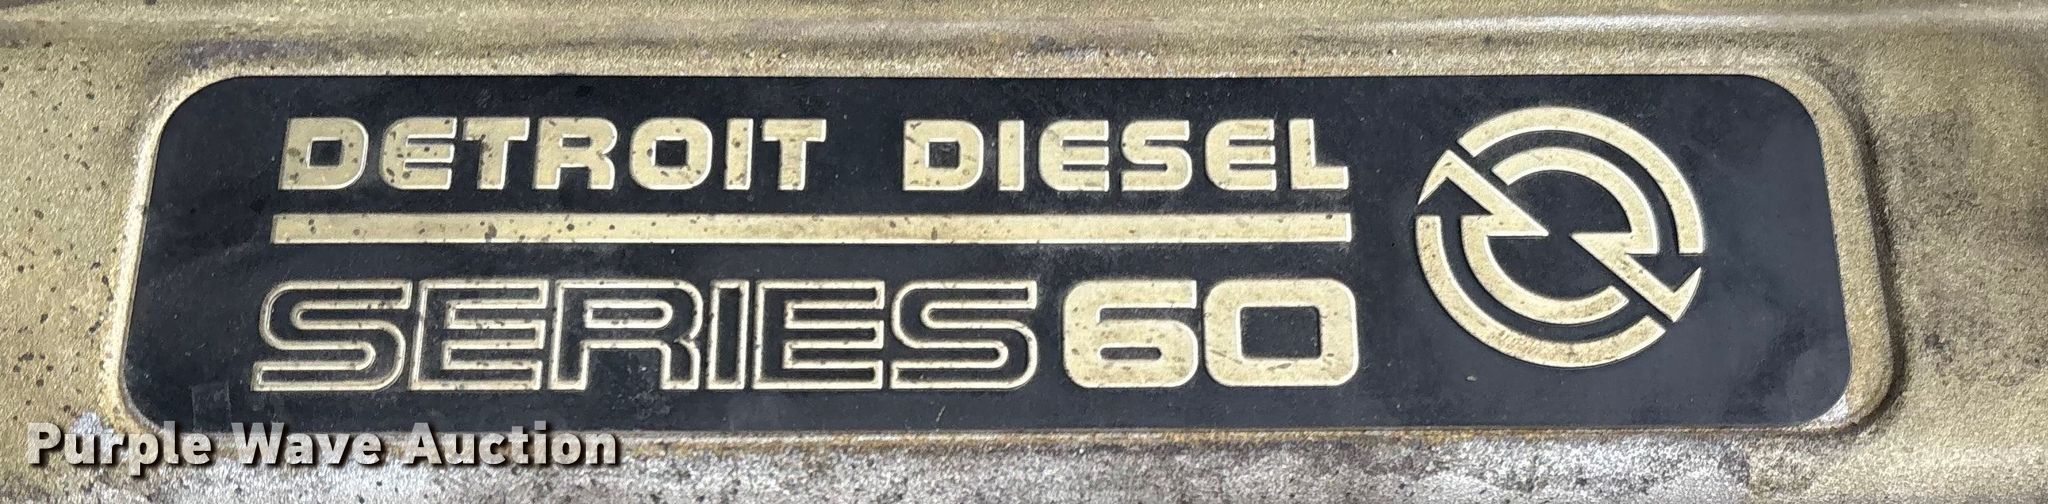 DETROIT DIESEL
SERIES 60
Purple Wave Auction